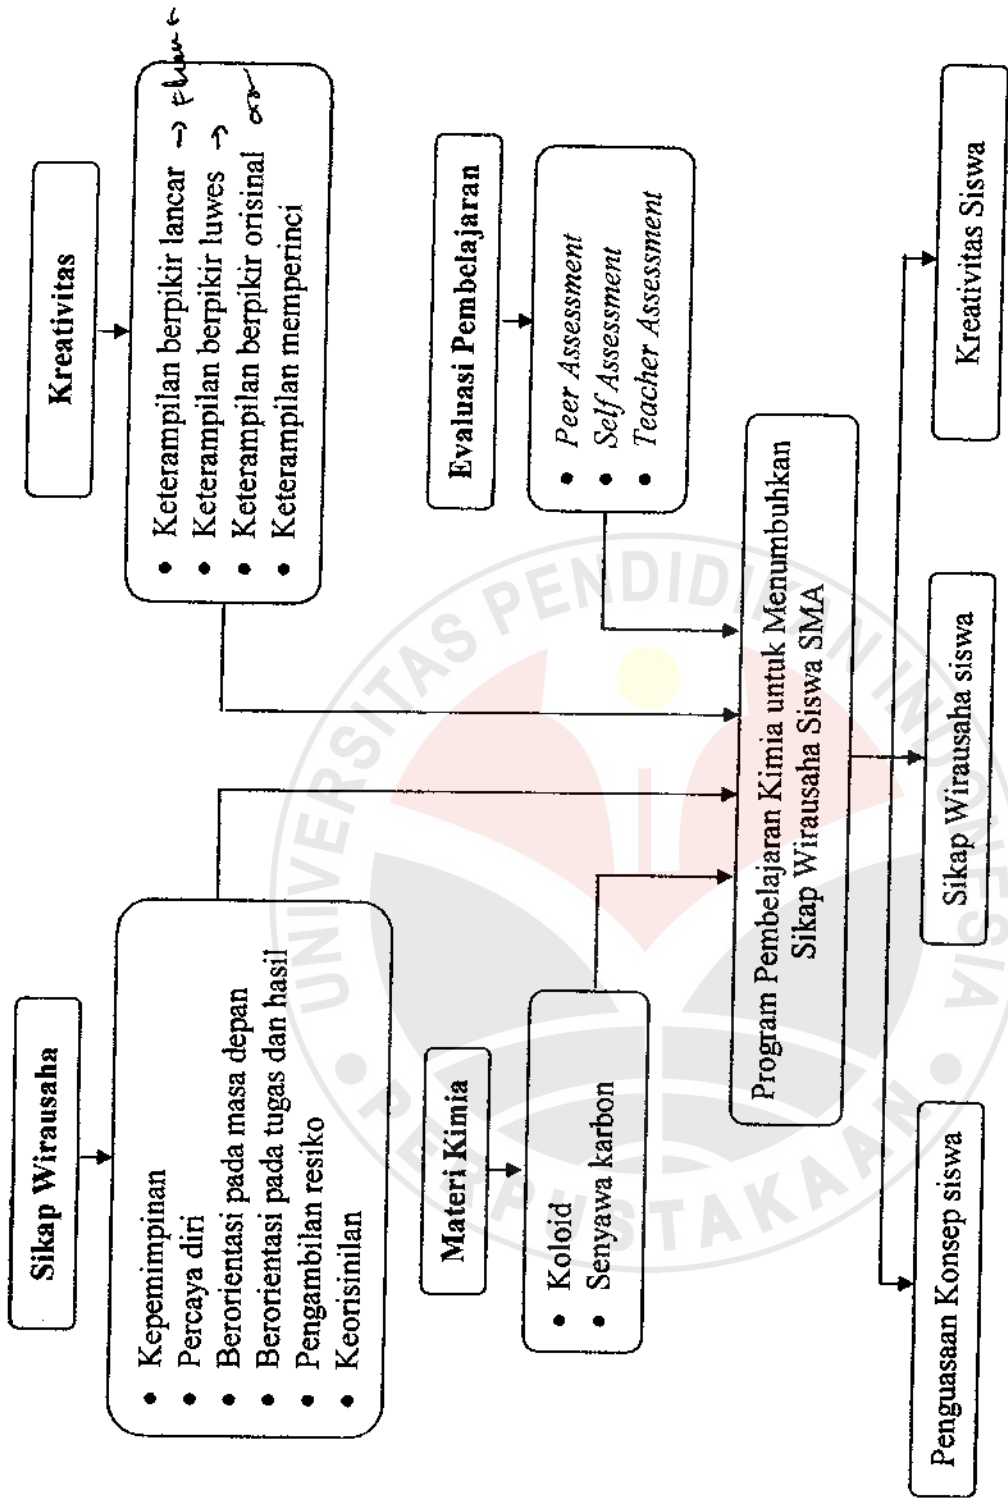 Sikap Wirausaha
• Kepemimpinan
• Percaya diri
• Berorientasi pada masa depan
• Berorientasi pada tugas dan hasil
• Pengambilan resiko
• Keorisinilan
Kreativitas
• Keterampilan berpikir lancar →
• Keterampilan berpikir luwes →
• Keterampilan berpikir orisinal
• Keterampilan memperinci
Materi Kimia
• Koloid
• Senyawa karbon
Evaluasi Pembelajaran
• Peer Assessment
• Self Assessment
• Teacher Assessment
Program Pembelajaran Kimia untuk Menumbuhkan
Sikap Wirausaha Siswa SMA
Penguasaan Konsep siswa
Sikap Wirausaha siswa
Kreativitas Siswa
UNIVERSITAS PENDIDIKAN INDONESIA
PERPUSTAKAAN